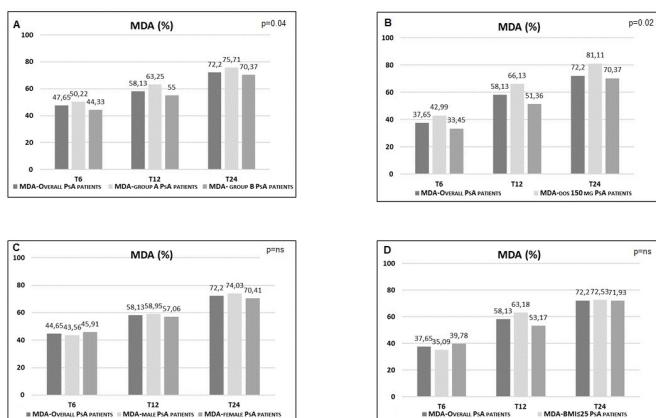 A
MDA (%)
p=0.04
100
80
60
40
20
0
47,65
50,22
44,33
58,13
63,25
55
72,2
75,71
70,37
T6
T12
T24
MDA-OVERALL PSA PATIENTS
MDA-GROUP A PSA PATIENTS
MDA- GROUP B PSA PATIENTS
B
MDA (%)
p=0.02
100
80
60
40
20
0
37,65
42,99
33,45
58,13
66,13
51,36
72,2
81,11
70,37
T6
T12
T24
MDA-OVERALL PSA PATIENTS
MDA-DOS 150 MG PSA PATIENTS
C
MDA (%)
p=ns
100
80
60
40
20
0
44,65
43,56
45,91
58,13
58,95
57,06
72,2
74,03
70,41
T6
T12
T24
MDA-OVERALL PSA PATIENTS
MDA-MALE PSA PATIENTS
MDA-FEMALE PSA PATIENTS
D
MDA (%)
p=ns
100
80
60
40
20
0
37,65
35,09
39,78
58,13
63,18
53,17
72,2
72,53
71,93
T6
T12
T24
MDA-OVERALL PSA PATIENTS
MDA-BMI≤25 PSA PATIENTS